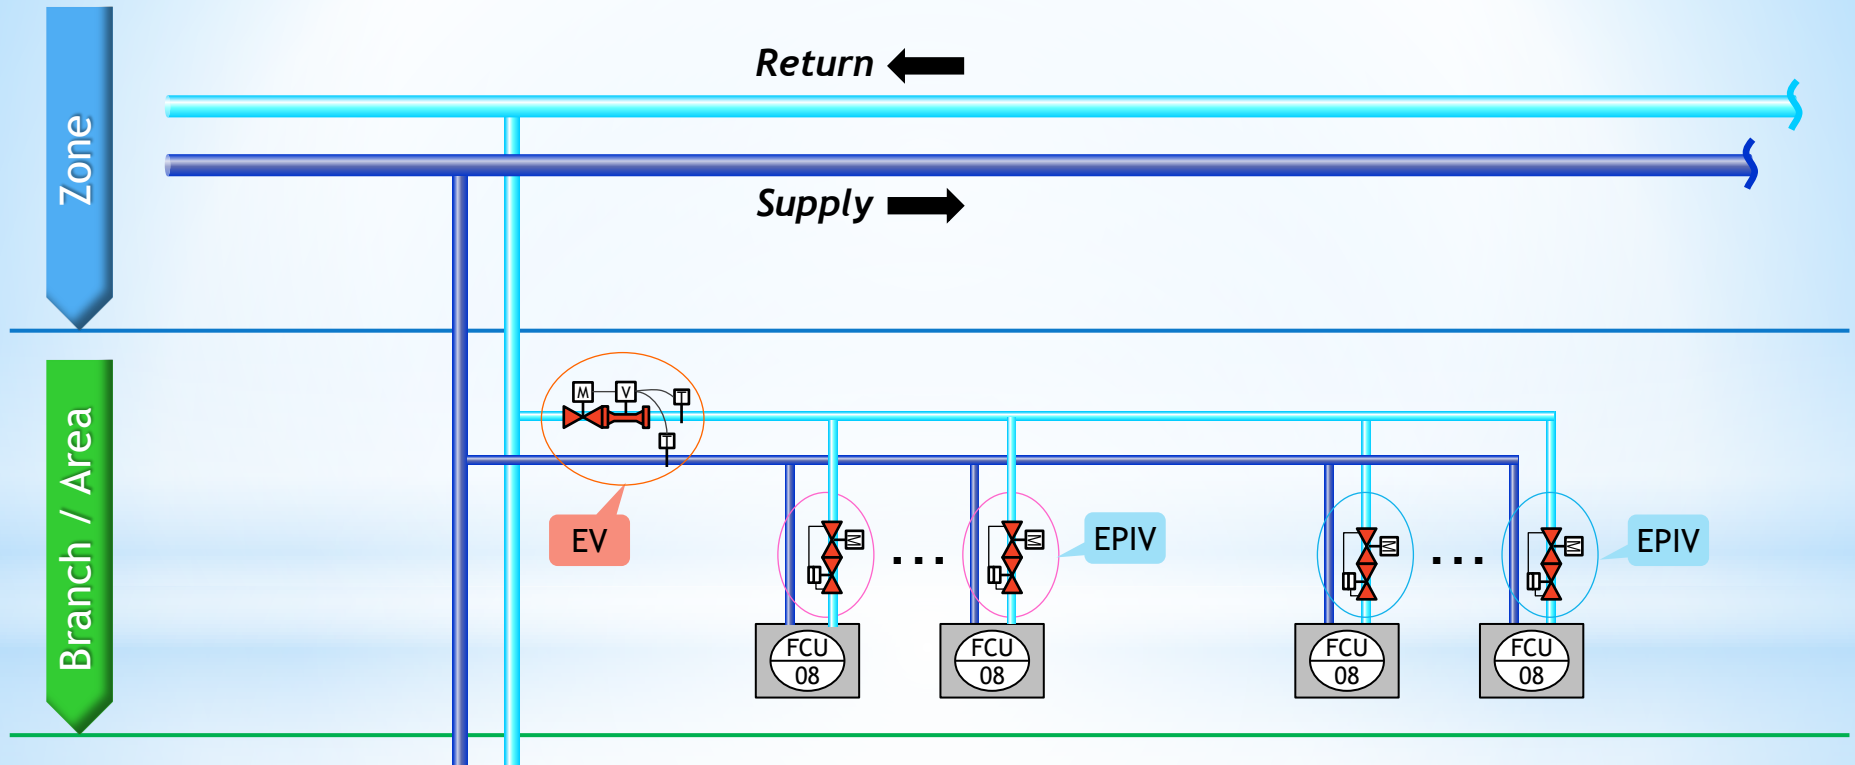 Return
Zone
Supply
Branch / Area
M
V
T
T
EV
M
M
EPIV
M
M
EPIV
...
...
FCU
08
FCU
08
FCU
08
FCU
08